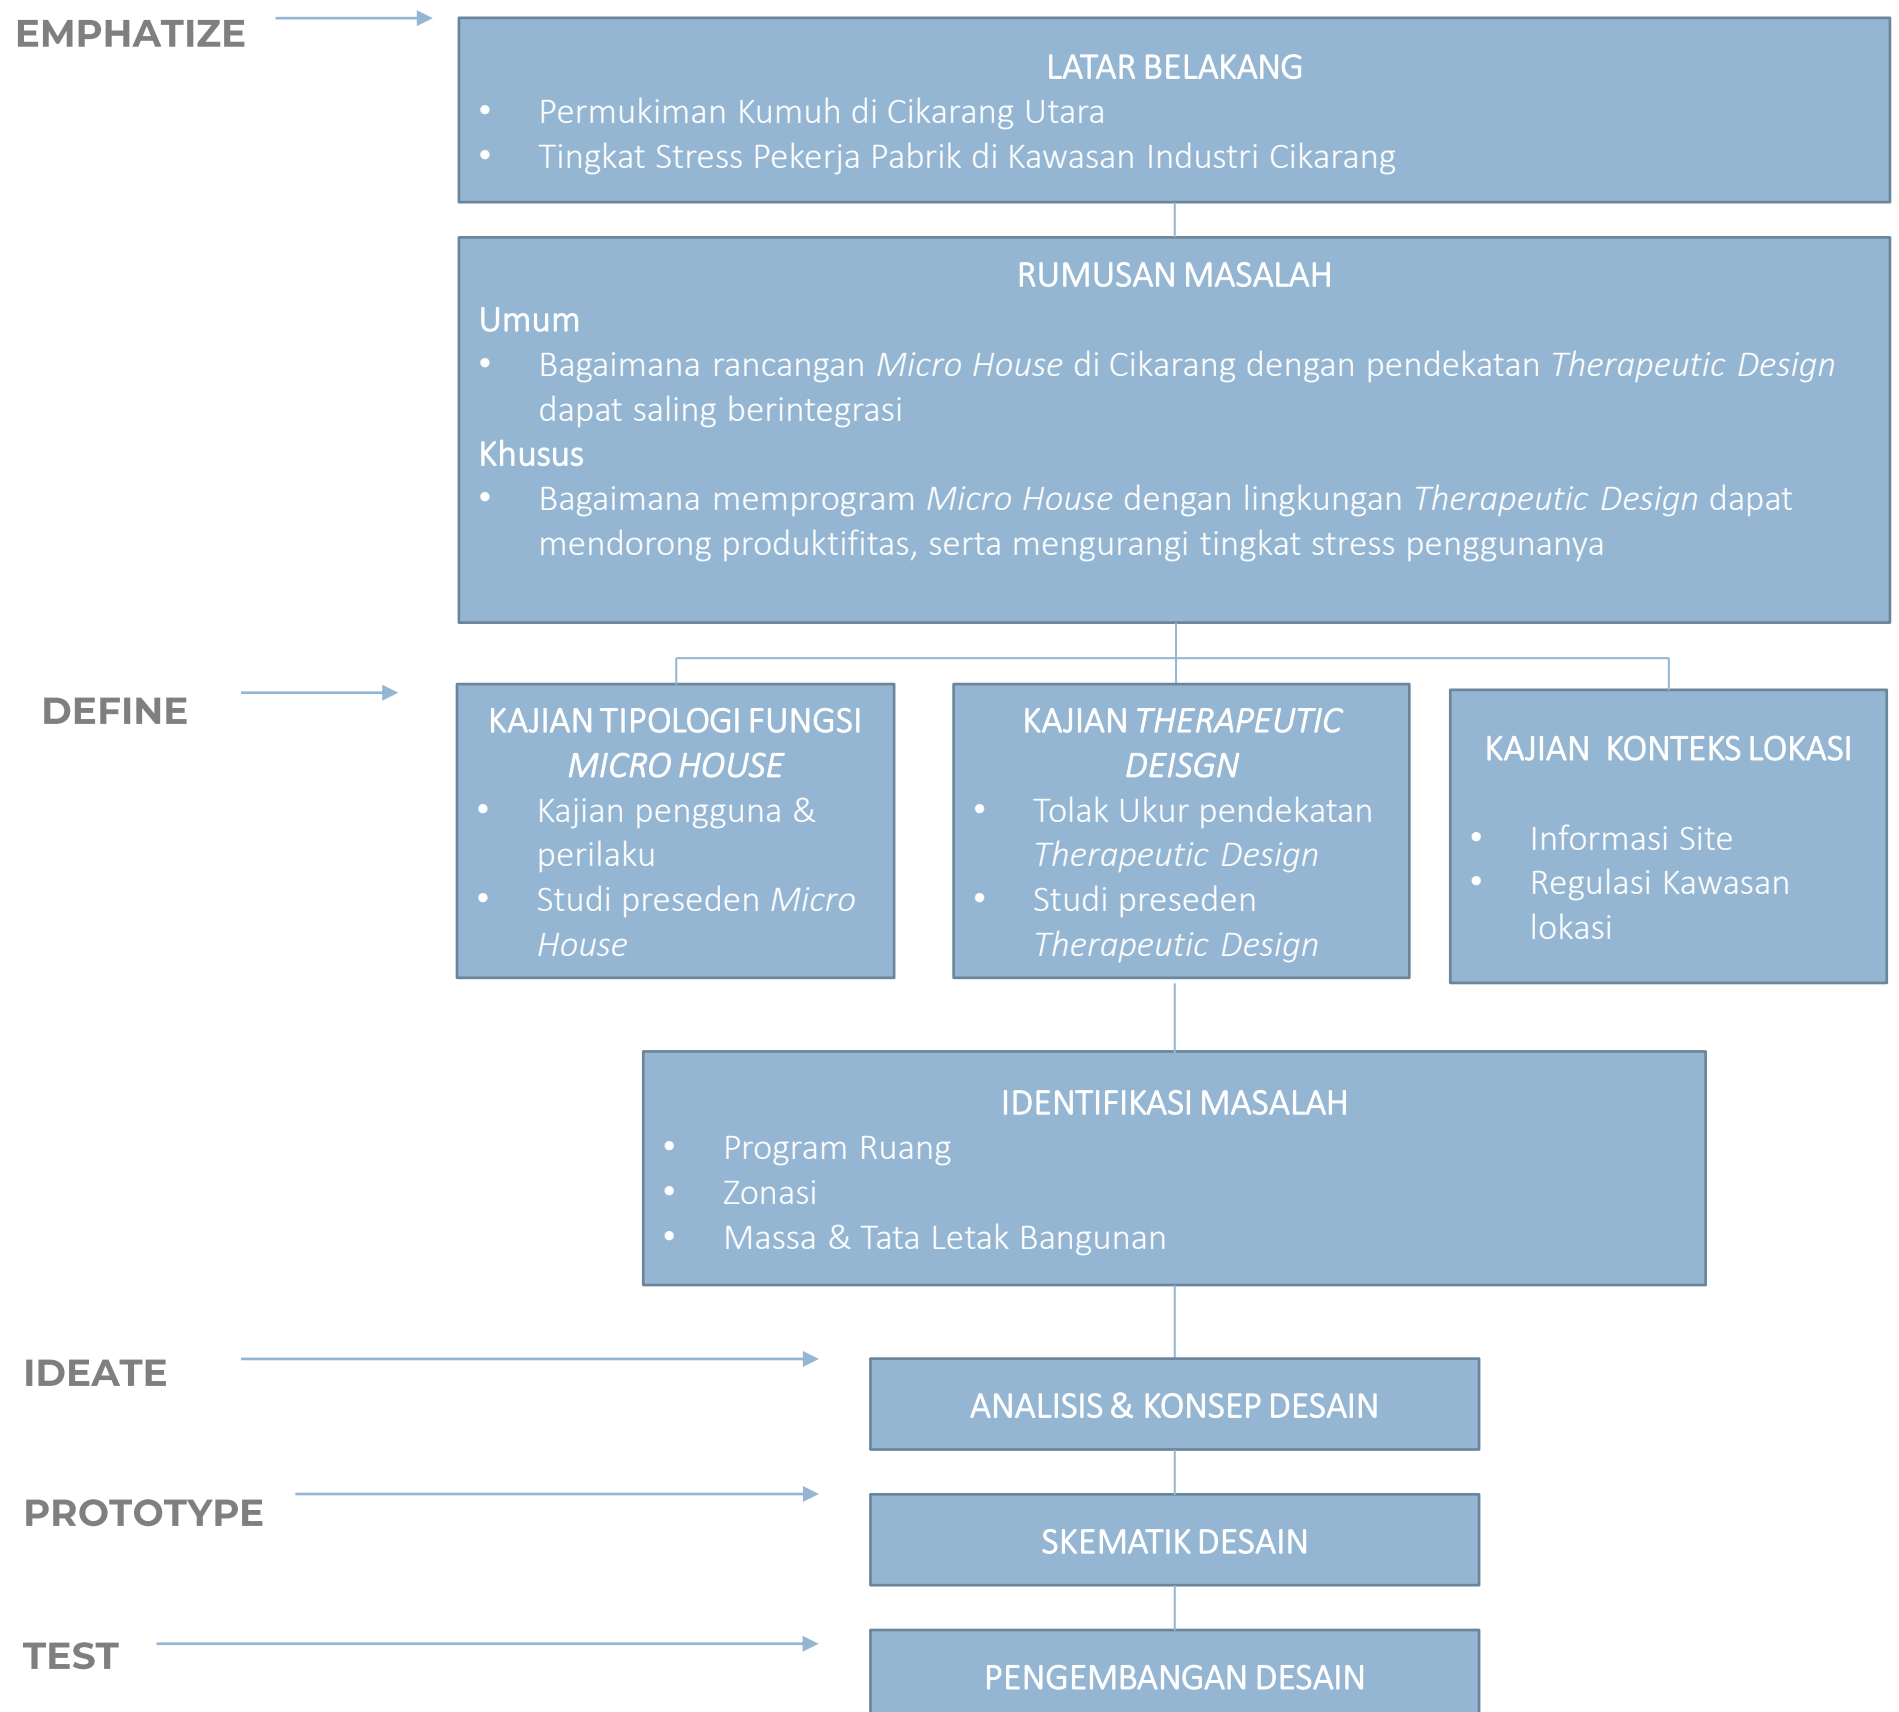 EMPHATIZE
LATAR BELAKANG
• Permukiman Kumuh di Cikarang Utara
• Tingkat Stress Pekerja Pabrik di Kawasan Industri Cikarang
RUMUSAN MASALAH
Umum
• Bagaimana rancangan Micro House di Cikarang dengan pendekatan Therapeutic Design
dapat saling berintegrasi
Khusus
• Bagaimana memprogram Micro House dengan lingkungan Therapeutic Design dapat
mendorong produktifitas, serta mengurangi tingkat stress penggunanya
DEFINE
KAJIAN TIPOLOGI FUNGSI
MICRO HOUSE
• Kajian pengguna &
perilaku
• Studi preseden Micro
House
KAJIAN THERAPEUTIC
DEISGN
• Tolak Ukur pendekatan
Therapeutic Design
• Studi preseden
Therapeutic Design
KAJIAN KONTEKS LOKASI
• Informasi Site
• Regulasi Kawasan
lokasi
IDENTIFIKASI MASALAH
• Program Ruang
• Zonasi
• Massa & Tata Letak Bangunan
IDEATE
ANALISIS & KONSEP DESAIN
PROTOTYPE
SKEMATIK DESAIN
TEST
PENGEMBANGAN DESAIN